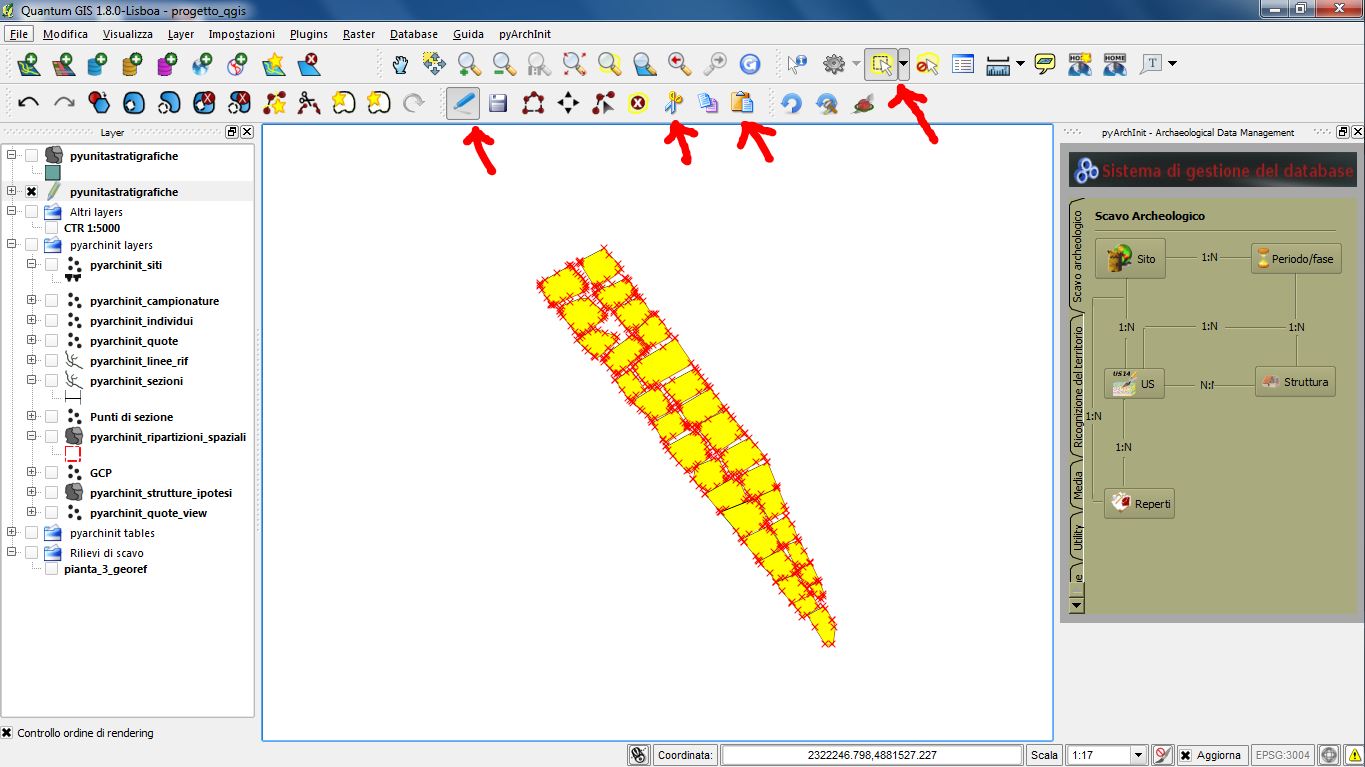 Quantum GIS 1.8.0-Lisboa - progetto_qgis
File Modifica Visualizza Layer Impostazioni Plugins Raster Database Guida pyArchInit
HOME HOME T
Layer
pyunitastratigrafiche
pyunitastratigrafiche
Altri layers
CTR 1:5000
pyarchinit layers
pyarchinit_siti
pyarchinit_campionature
pyarchinit_individui
pyarchinit_quote
pyarchinit_linee_rif
pyarchinit_sezioni
Punti di sezione
pyarchinit_ripartizioni_spaziali
GCP
pyarchinit_strutture_ipotesi
pyarchinit_quote_view
pyarchinit tables
Rilievi di scavo
pianta_3_georef
Controllo ordine di rendering
pyArchInit - Archaeological Data Management
Sistema di gestione del database
Scavo archeologico
Ricognizione del territorio
Media
Utility
Scavo Archeologico
Sito
1:N
Periodo/fase
1:N
1:N
1:N
US14
US
N:N
Struttura
1:N
1:N
Reperti
Coordinata:
2322246.798,4881527.227
Scala
1:17
Aggiorna
EPSG:3004